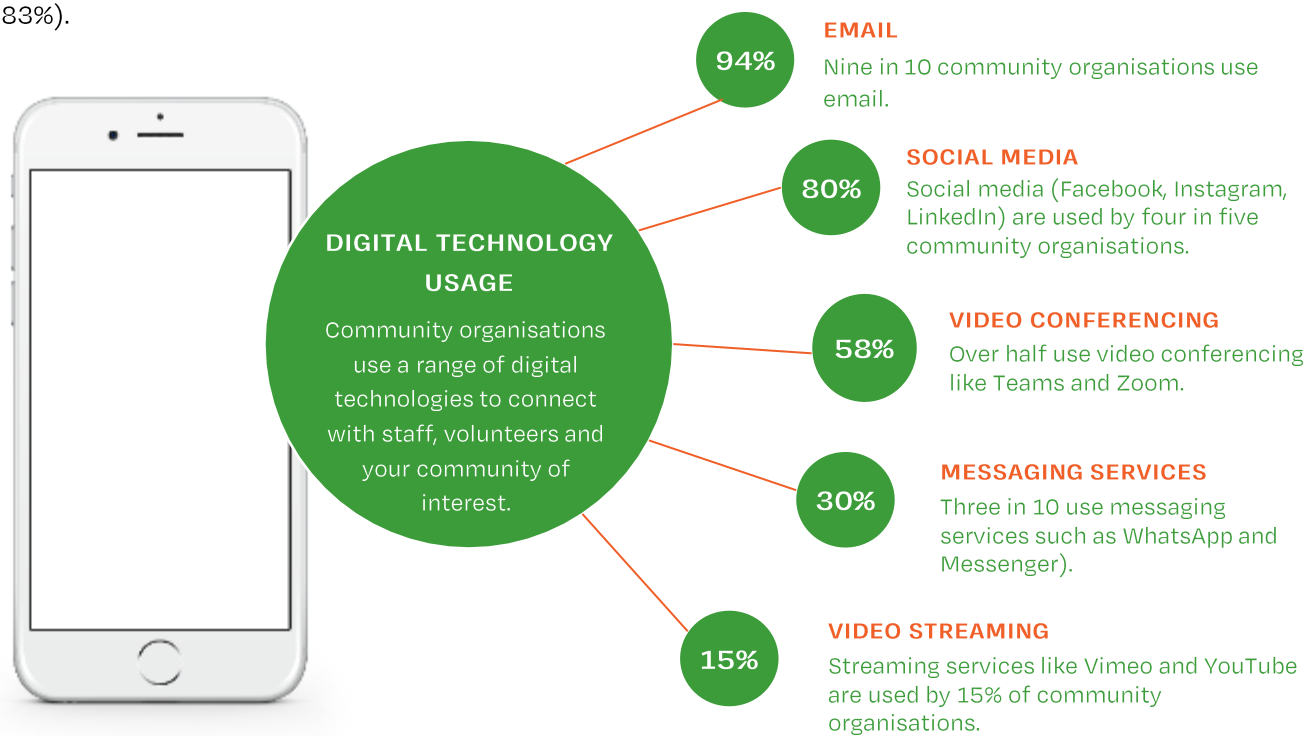 83%).
DIGITAL TECHNOLOGY
USAGE
Community organisations
use a range of digital
technologies to connect
with staff, volunteers and
your community of
interest.
94%
EMAIL
Nine in 10 community organisations use
email.
80%
SOCIAL MEDIA
Social media (Facebook, Instagram,
LinkedIn) are used by four in five
community organisations.
58%
VIDEO CONFERENCING
Over half use video conferencing
like Teams and Zoom.
30%
MESSAGING SERVICES
Three in 10 use messaging
services such as WhatsApp and
Messenger).
15%
VIDEO STREAMING
Streaming services like Vimeo and YouTube
are used by 15% of community
organisations.